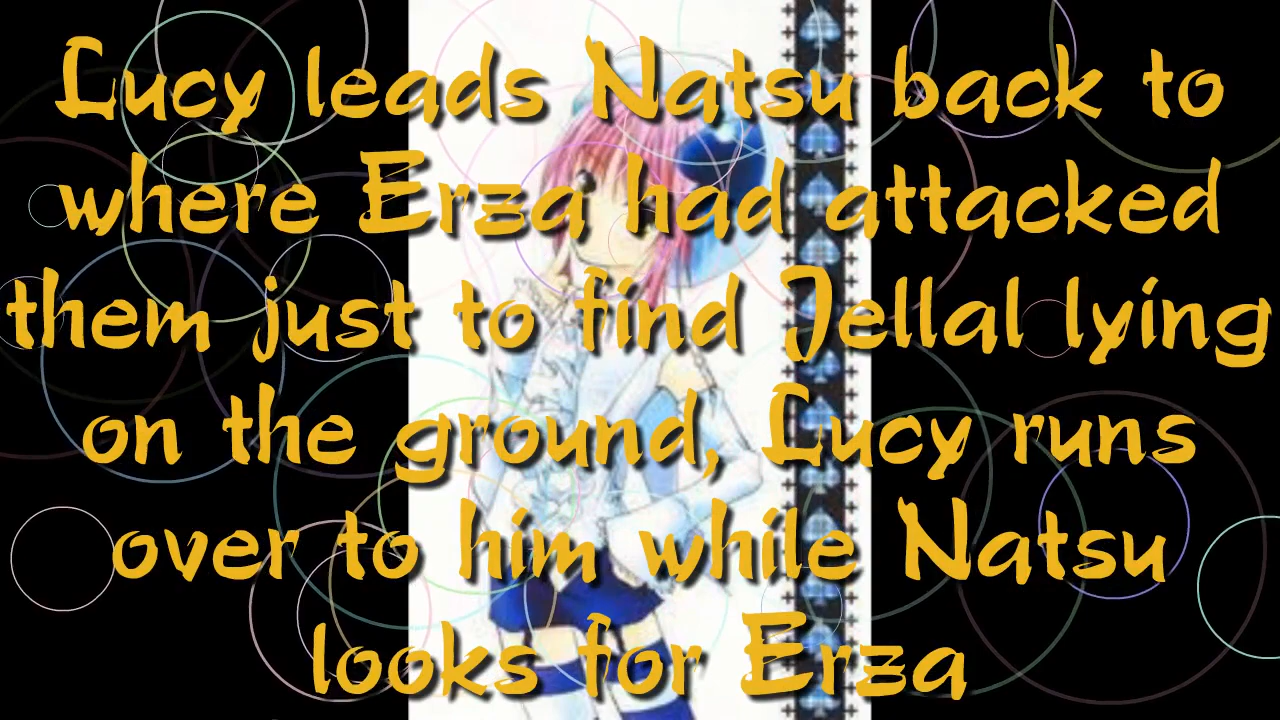 Lucy leads Natsu back to
where Erza had attacked
them just to find Jellal lying
on the ground, Lucy runs
over to him while Natsu
looks for Erza